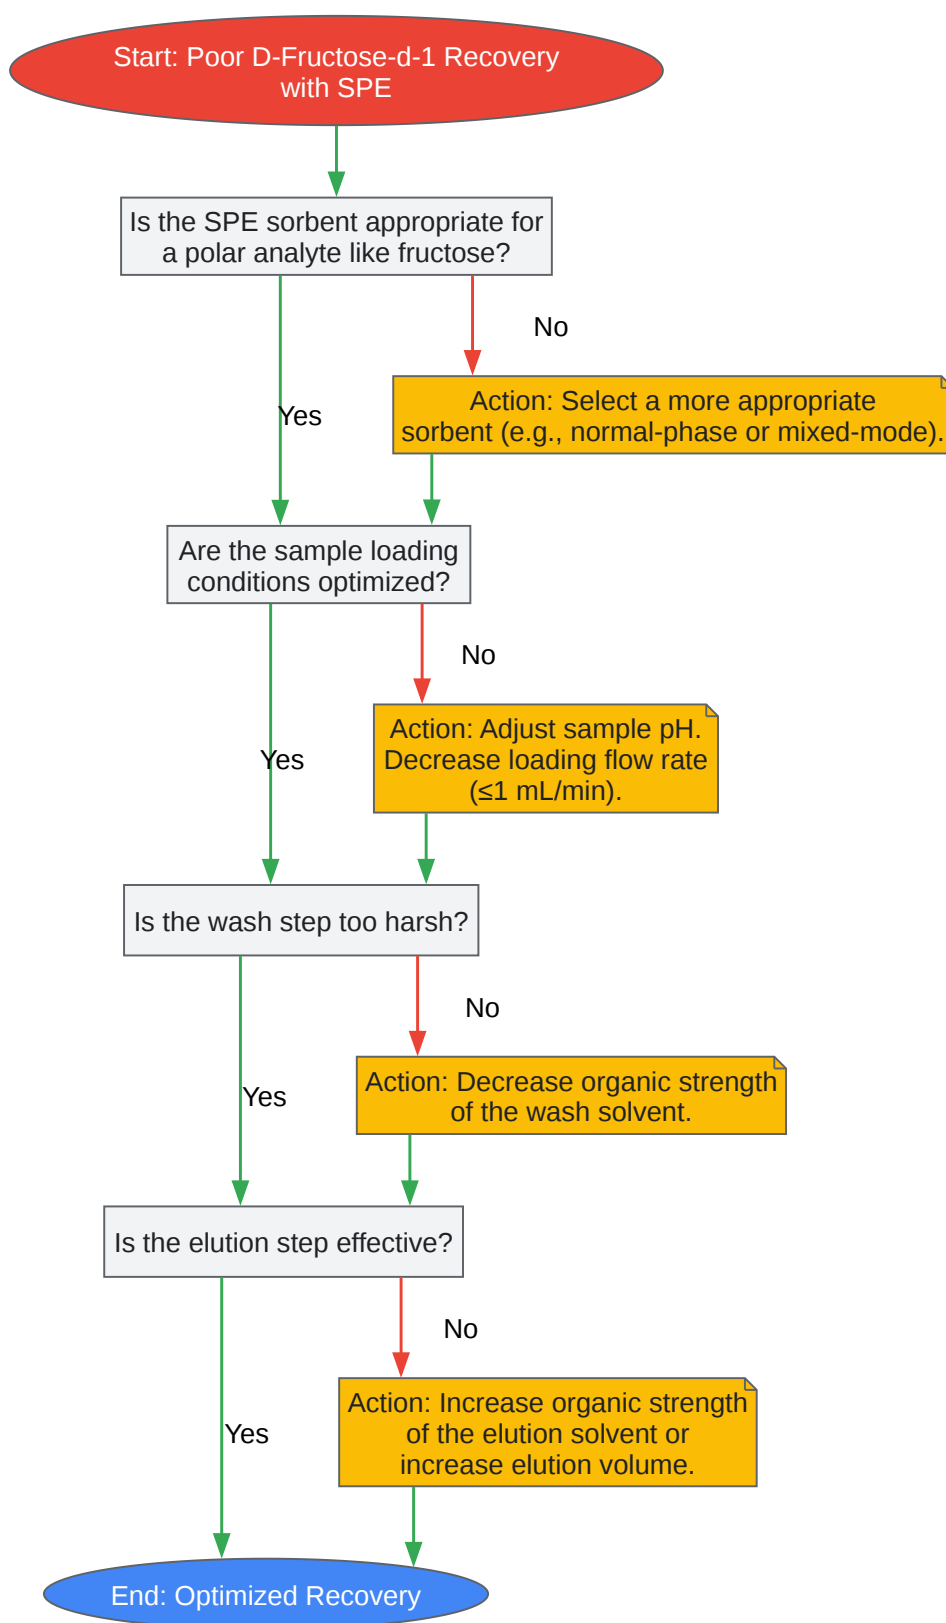 Start: Poor D-Fructose-d-1 Recovery
with SPE
Is the SPE sorbent appropriate for
a polar analyte like fructose?
No
Yes
Action: Select a more appropriate
sorbent (e.g., normal-phase or mixed-mode).
Are the sample loading
conditions optimized?
No
Yes
Action: Adjust sample pH.
Decrease loading flow rate
(≤1 mL/min).
Is the wash step too harsh?
No
Yes
Action: Decrease organic strength
of the wash solvent.
Is the elution step effective?
No
Yes
Action: Increase organic strength
of the elution solvent or
increase elution volume.
End: Optimized Recovery